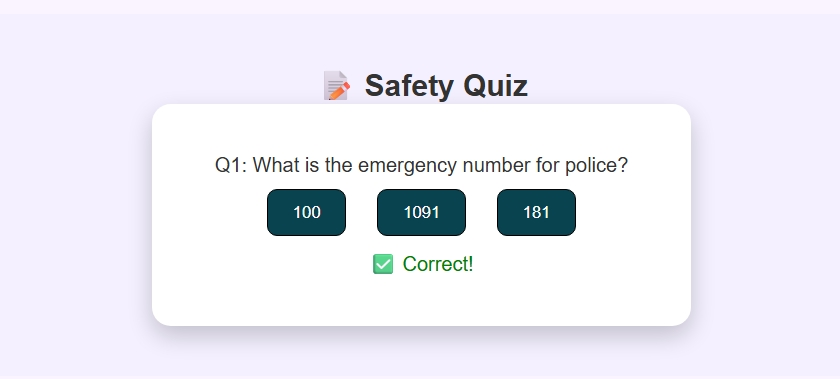 📝 Safety Quiz
Q1: What is the emergency number for police?
100 1091 181
✅ Correct!